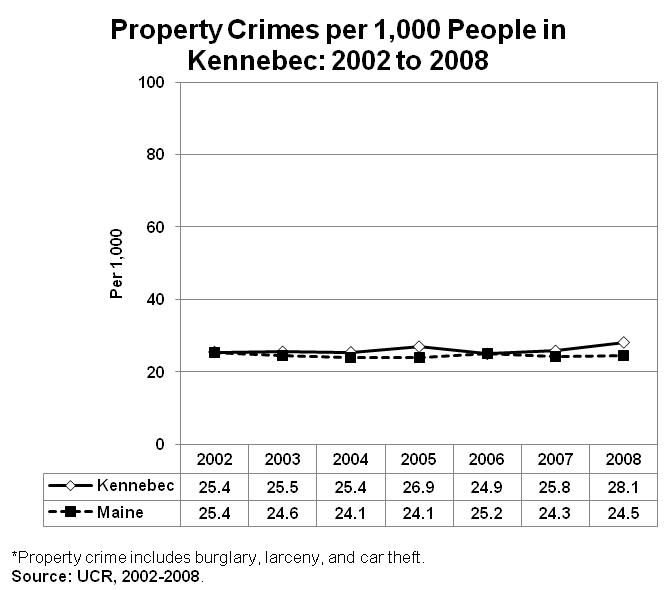 Property Crimes per 1,000 People in
Kennebec: 2002 to 2008
100
80
60
40
20
0
Per 1,000
2002 2003 2004 2005 2006 2007 2008
Kennebec 25.4 25.5 25.4 26.9 24.9 25.8 28.1
Maine 25.4 24.6 24.1 24.1 25.2 24.3 24.5
*Property crime includes burglary, larceny, and car theft.
Source: UCR, 2002-2008.